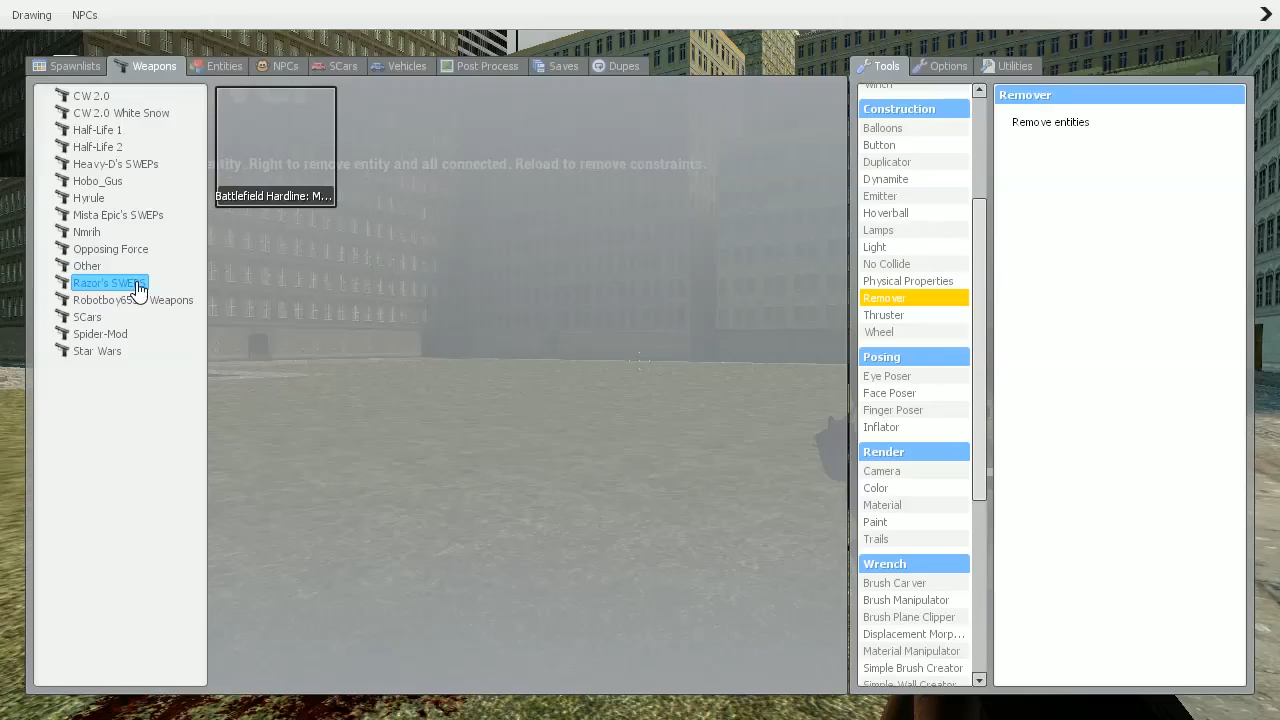 Drawing NPCs
Spawnlists Weapons Entities NPCs SCars Vehicles Post Process Saves Dupes
Tools Options Utilities
CW 2.0
CW 2.0 White Snow
Half-Life 1
Half-Life 2
Heavy-D's SWEPs
Hobo_Gus
Hyrule
Mista Epic's SWEPs
Nmrih
Opposing Force
Other
Razor's SWEPS
Weapons
SCars
Spider-Mod
Star Wars
Battlefield Hardline: M...
Right to remove entity and all connected. Reload to remove constraints.
Winch
Construction
Balloons
Button
Duplicator
Dynamite
Emitter
Hoverball
Lamps
Light
No Collide
Physical Properties
Remover
Thruster
Wheel
Posing
Eye Poser
Face Poser
Finger Poser
Inflator
Render
Camera
Color
Material
Paint
Trails
Wrench
Brush Carver
Brush Manipulator
Brush Plane Clipper
Displacement Morp...
Material Manipulator
Simple Brush Creator
Simple Wall Creator
Remover
Remove entities